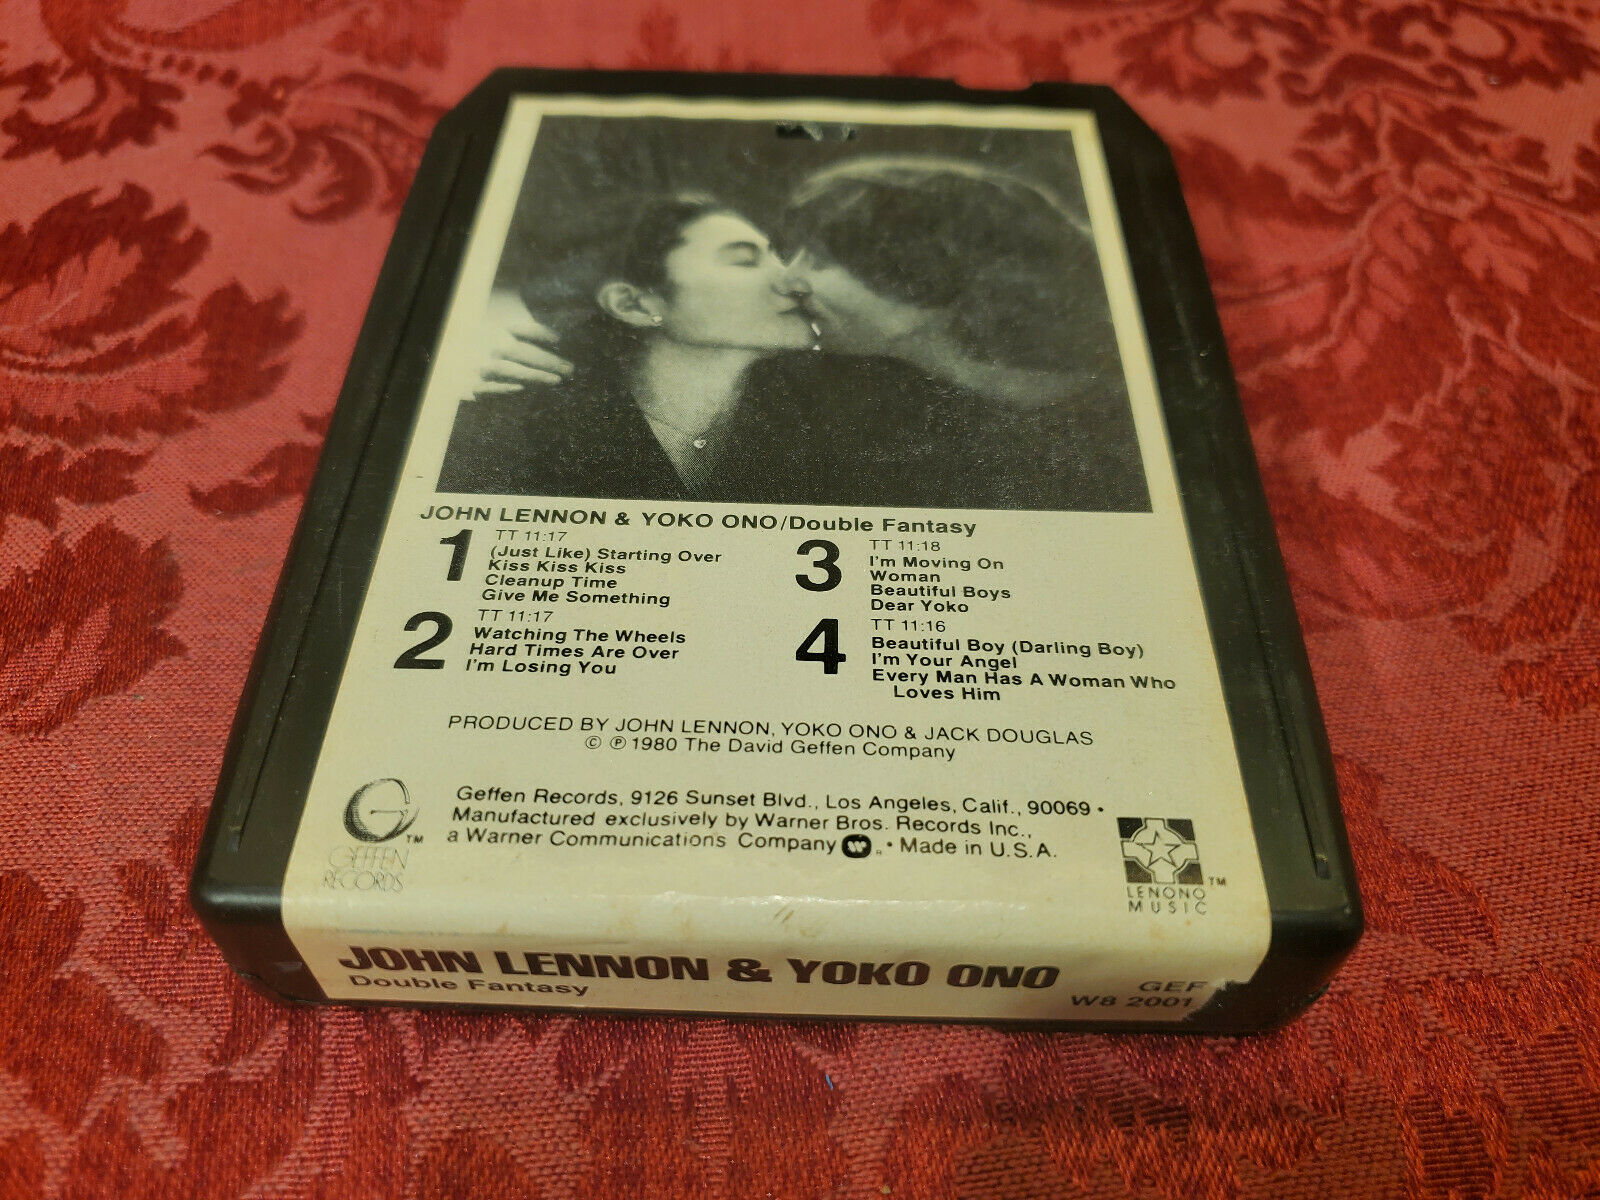 JOHN LENNON & YOKO ONO/Double Fantasy
1 TT 11:17
(Just Like) Starting Over
Kiss Kiss Kiss
Cleanup Time
Give Me Something
2 TT 11:17
Watching The Wheels
Hard Times Are Over
I'm Losing You
3 TT 11:18
I'm Moving On
Woman
Beautiful Boys
Dear Yoko
4 TT 11:16
Beautiful Boy (Darling Boy)
I'm Your Angel
Every Man Has A Woman Who
Loves Him
PRODUCED BY JOHN LENNON, YOKO ONO & JACK DOUGLAS
© ℗ 1980 The David Geffen Company
G TM
GEFFEN
RECORDS
Geffen Records, 9126 Sunset Blvd., Los Angeles, Calif., 90069 •
Manufactured exclusively by Warner Bros. Records Inc.,
a Warner Communications Company W ® • Made in U.S.A.
TM
LENONO
MUSIC
JOHN LENNON & YOKO ONO
Double Fantasy
GEF
W8 2001